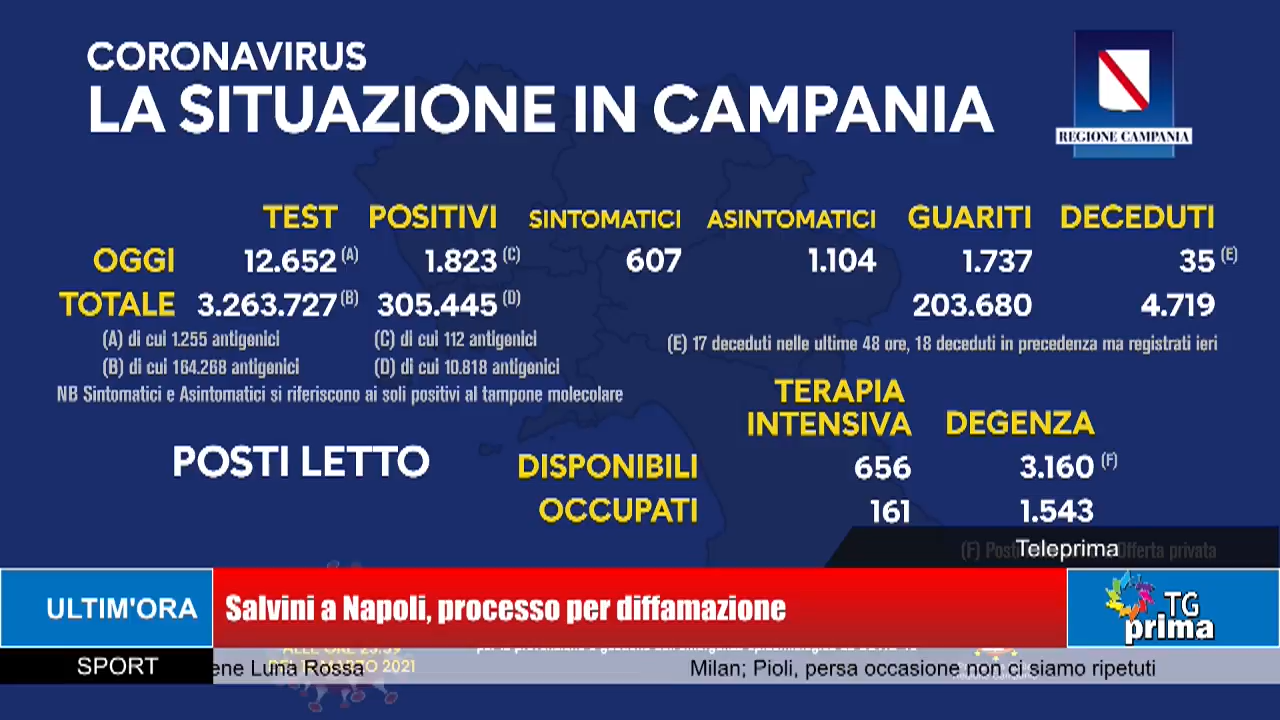 CORONAVIRUS
LA SITUAZIONE IN CAMPANIA
REGIONE CAMPANIA
TEST POSITIVI SINTOMATICI ASINTOMATICI GUARITI DECEDUTI
OGGI 12.652 (A) 1.823 (C) 607 1.104 1.737 35 (E)
TOTALE 3.263.727 (B) 305.445 (D) 203.680 4.719
(A) di cui 1.255 antigenici (C) di cui 112 antigenici (E) 17 deceduti nelle ultime 48 ore, 18 deceduti in precedenza ma registrati ieri
(B) di cui 164.268 antigenici (D) di cui 10.818 antigenici
NB Sintomatici e Asintomatici si riferiscono ai soli positivi al tampone molecolare
TERAPIA INTENSIVA DEGENZA
POSTI LETTO
DISPONIBILI 656 3.160 (F)
OCCUPATI 161 1.543
(F) Offerta privata
Teleprima
ULTIM'ORA Salvini a Napoli, processo per diffamazione
TG prima
MARZO 2021
SPORT ene Luna Rossa Milan; Pioli, persa occasione non ci siamo ripetuti